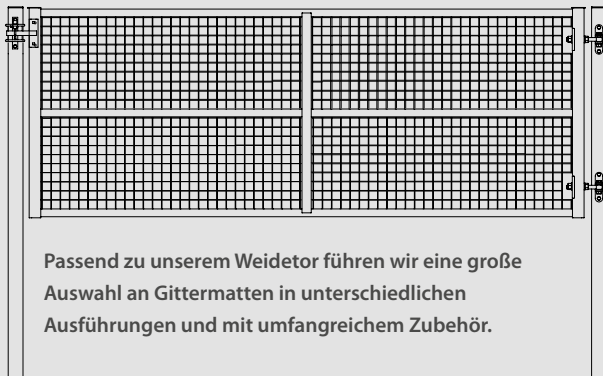 Passend zu unserem Weidetor führen wir eine große
Auswahl an Gittermatten in unterschiedlichen
Ausführungen und mit umfangreichem Zubehör.